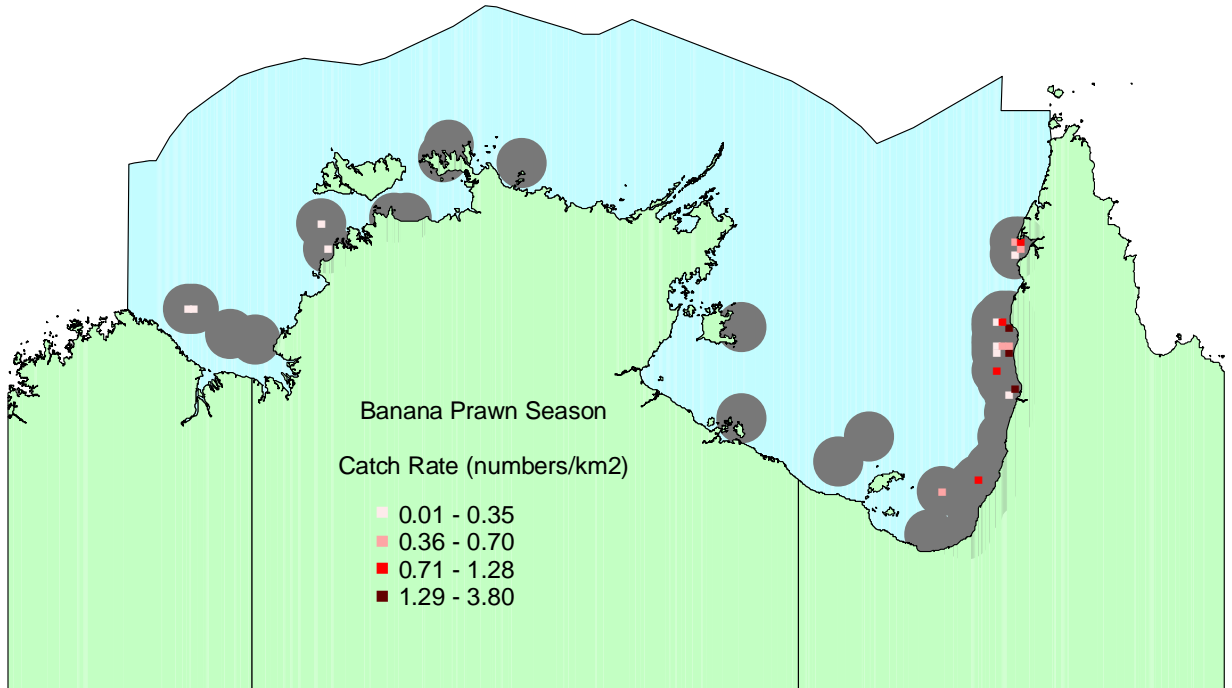 Banana Prawn Season
Catch Rate (numbers/km2)
0.01 - 0.35
0.36 - 0.70
0.71 - 1.28
1.29 - 3.80